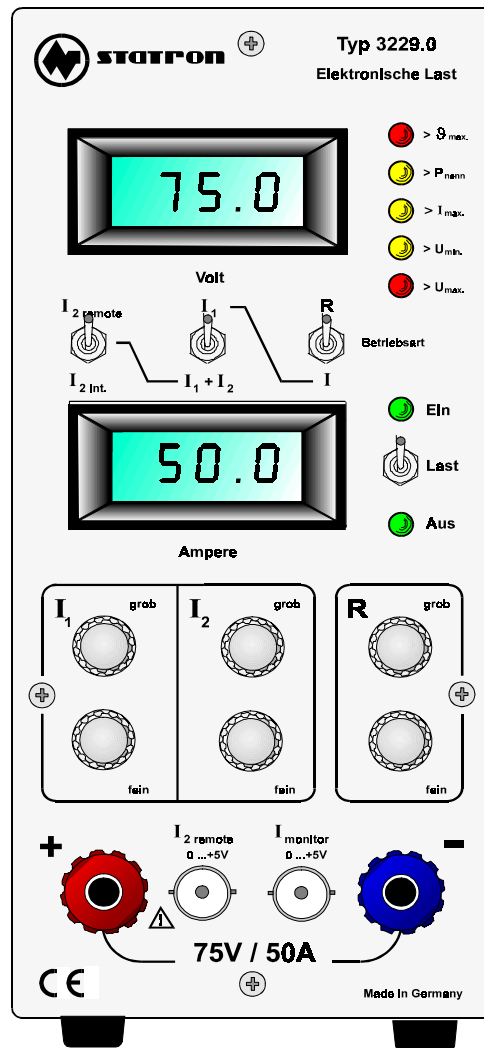 statron
Typ 3229.0
Elektronische Last
> ϑ max.
> P nenn
> I max.
> U min.
> U max.
75.0
Volt
I 2 remote
I 1
R
Betriebsart
I 2 Int.
I 1 + I 2
I
50.0
Ampere
Ein
Last
Aus
I 1 grob
I 2 grob
R grob
fein
fein
fein
+
I 2 remote
0 ...+5V
I monitor
0 ...+5V
-
75V / 50A
CE
Made In Germany